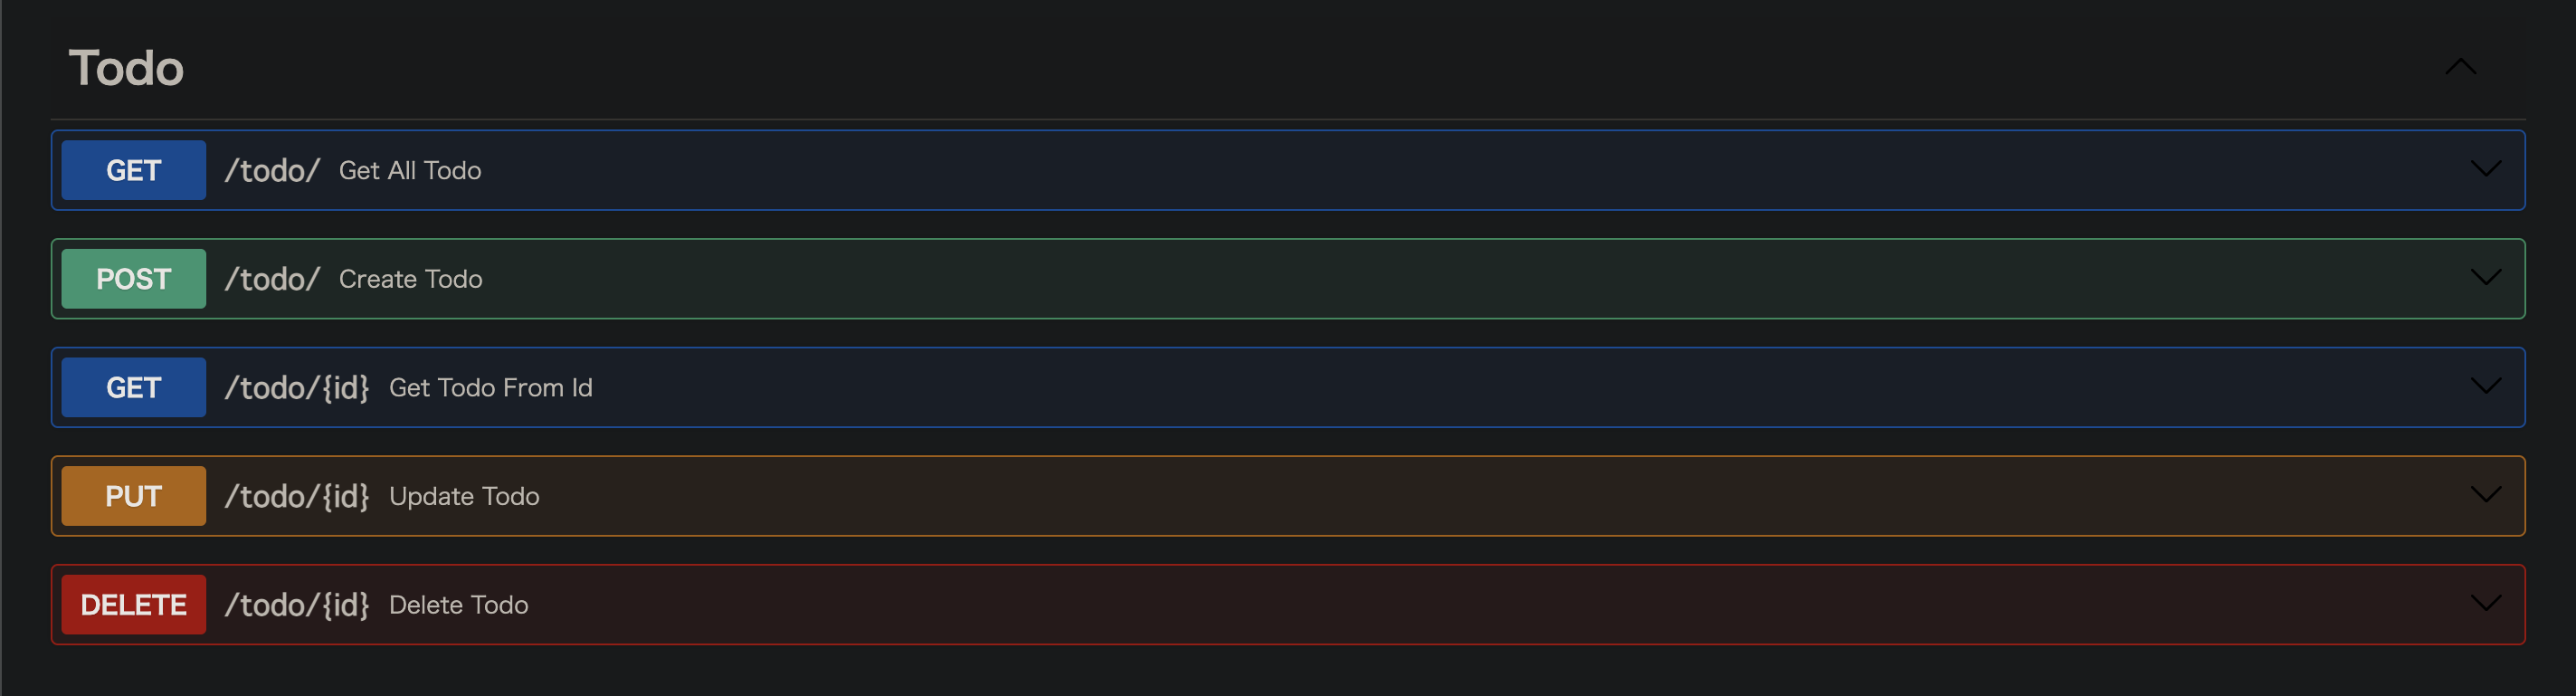 Todo
GET /todo/ Get All Todo
POST /todo/ Create Todo
GET /todo/{id} Get Todo From Id
PUT /todo/{id} Update Todo
DELETE /todo/{id} Delete Todo